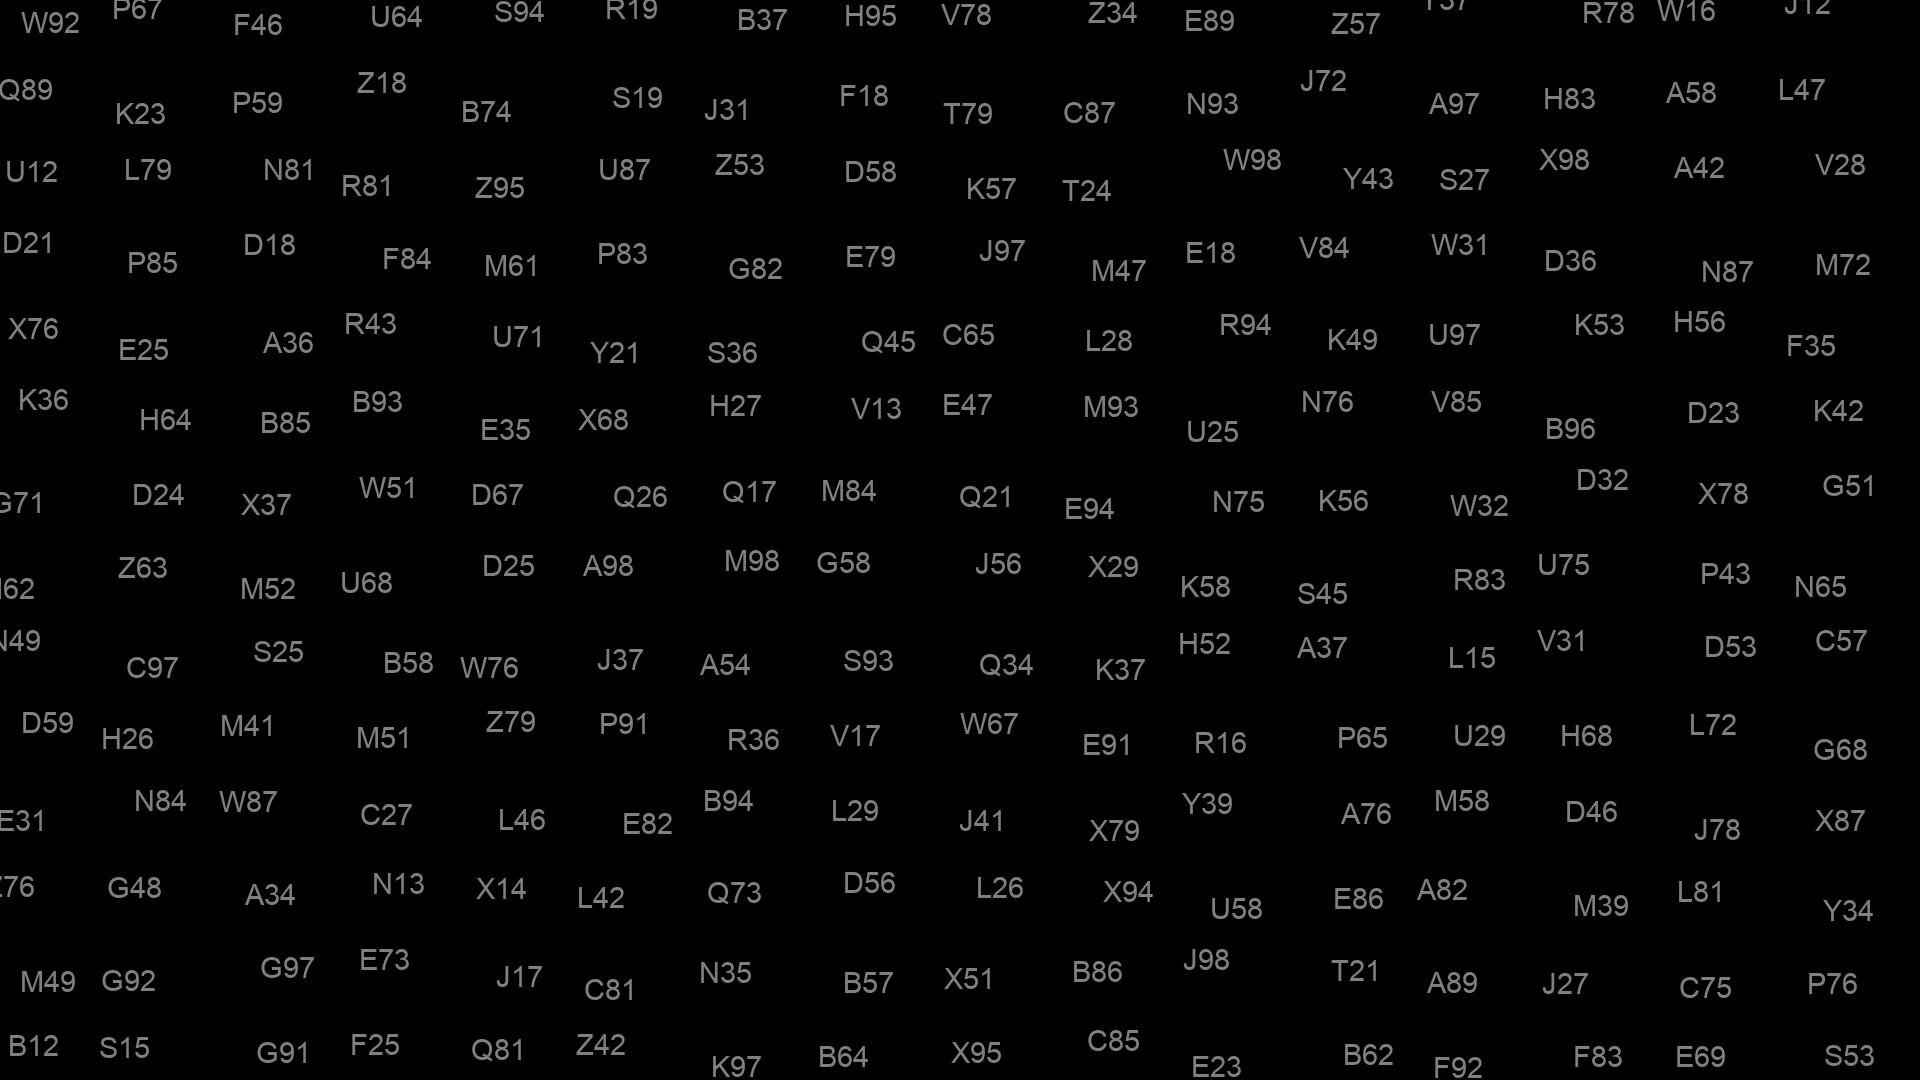 W92 P67 F46 U64 S94 R19 B37 H95 V78 Z34 E89 Z57 Y37 R78 W16 J12
Q89 K23 P59 Z18 B74 S19 J31 F18 T79 C87 N93 J72 A97 H83 A58 L47
U12 L79 N81 R81 Z95 U87 Z53 D58 K57 T24 W98 Y43 S27 X98 A42 V28
D21 P85 D18 F84 M61 P83 G82 E79 J97 M47 E18 V84 W31 D36 N87 M72
X76 E25 A36 R43 U71 Y21 S36 Q45 C65 L28 R94 K49 U97 K53 H56 F35
K36 H64 B85 B93 E35 X68 H27 V13 E47 M93 U25 N76 V85 B96 D23 K42
G71 D24 X37 W51 D67 Q26 Q17 M84 Q21 E94 N75 K56 W32 D32 X78 G51
Z63 M52 U68 D25 A98 M98 G58 J56 X29 K58 S45 R83 U75 P43 N65
N49 C97 S25 B58 W76 J37 A54 S93 Q34 K37 H52 A37 L15 V31 D53 C57
D59 H26 M41 M51 Z79 P91 R36 V17 W67 E91 R16 P65 U29 H68 L72 G68
E31 N84 W87 C27 L46 E82 B94 L29 J41 X79 Y39 A76 M58 D46 J78 X87
Z76 G48 A34 N13 X14 L42 Q73 D56 L26 X94 U58 E86 A82 M39 L81 Y34
M49 G92 G97 E73 J17 C81 N35 B57 X51 B86 J98 T21 A89 J27 C75 P76
B12 S15 G91 F25 Q81 Z42 K97 B64 X95 C85 E23 B62 F92 F83 E69 S53